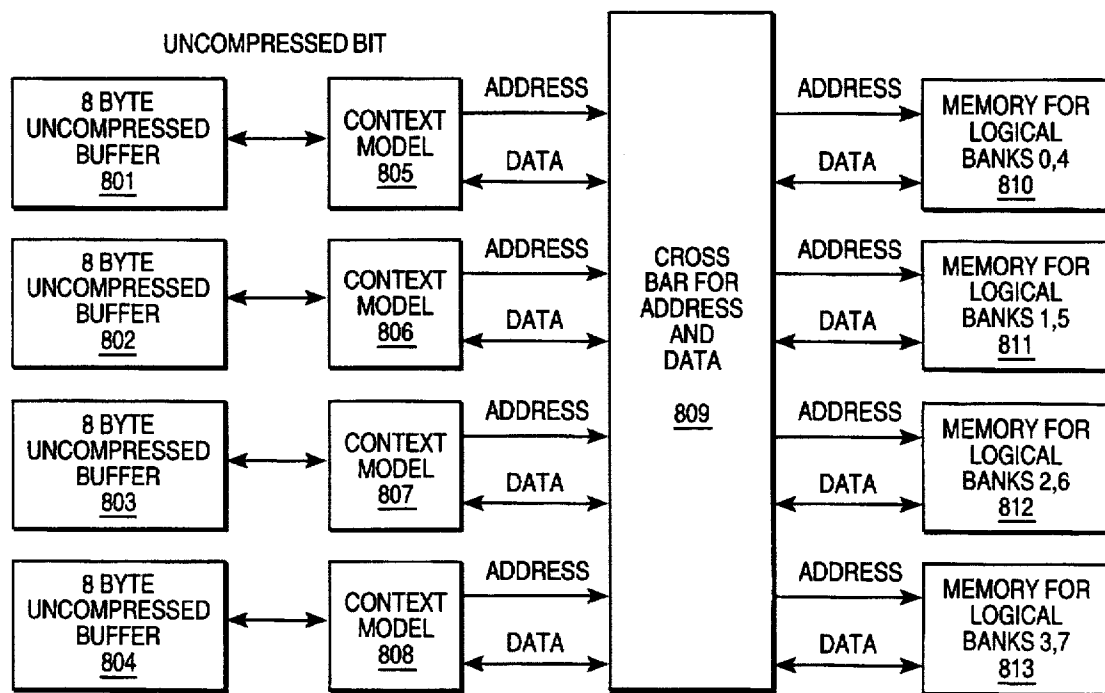 UNCOMPRESSED BIT
8 BYTE
UNCOMPRESSED
BUFFER
801
CONTEXT
MODEL
805
ADDRESS
DATA
ADDRESS
DATA
MEMORY FOR
LOGICAL
BANKS 0,4
810
8 BYTE
UNCOMPRESSED
BUFFER
802
CONTEXT
MODEL
806
ADDRESS
DATA
CROSS
BAR FOR
ADDRESS
AND
DATA
809
ADDRESS
DATA
MEMORY FOR
LOGICAL
BANKS 1,5
811
8 BYTE
UNCOMPRESSED
BUFFER
803
CONTEXT
MODEL
807
ADDRESS
DATA
ADDRESS
DATA
MEMORY FOR
LOGICAL
BANKS 2,6
812
8 BYTE
UNCOMPRESSED
BUFFER
804
CONTEXT
MODEL
808
ADDRESS
DATA
ADDRESS
DATA
MEMORY FOR
LOGICAL
BANKS 3,7
813